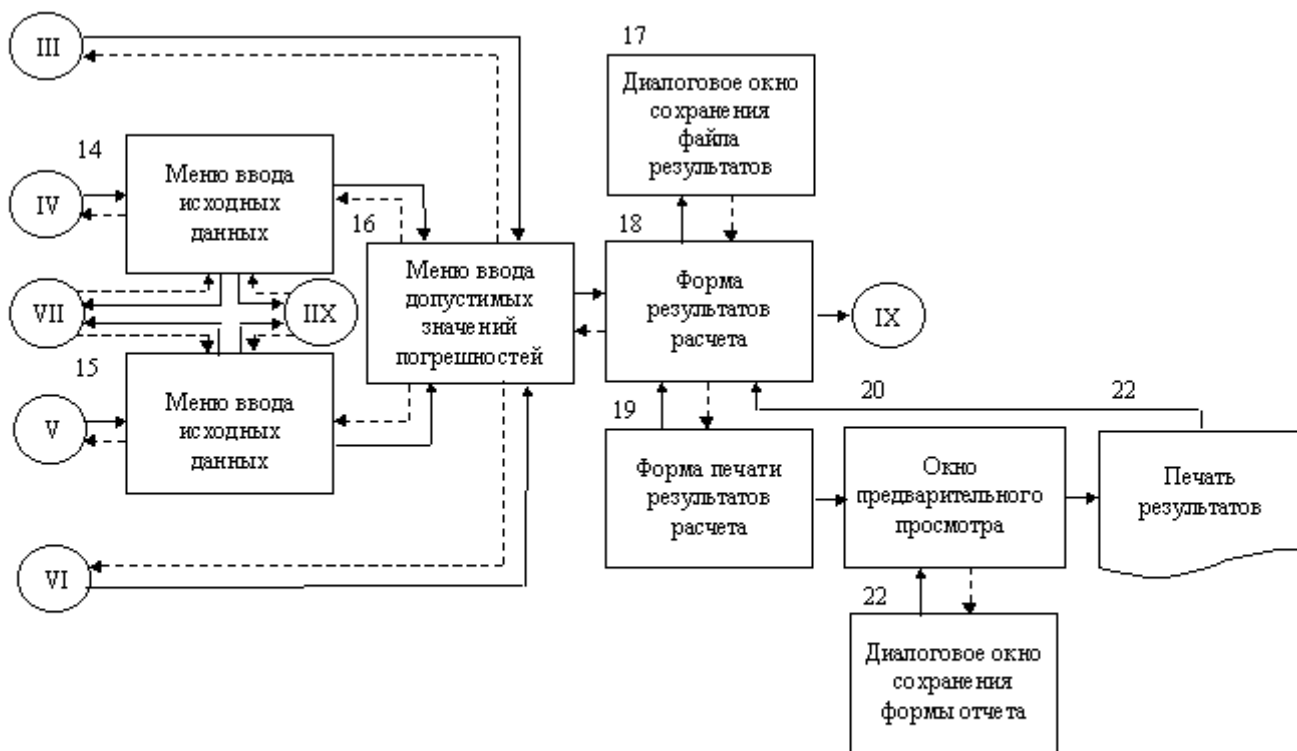 III
17
Диалоговое окно
сохранения
файла
результатов
14
Меню ввода
исходных
данных
IV
16
18
Меню ввода
допустимых
значений
погрешностей
Форма
результатов
расчета
VII
IIX
IX
15
Меню ввода
исходных
данных
V
19
20
22
Форма печати
результатов
расчета
Окно
предварительного
просмотра
Печать
результатов
VI
22
Диалоговое окно
сохранения
формы отчета